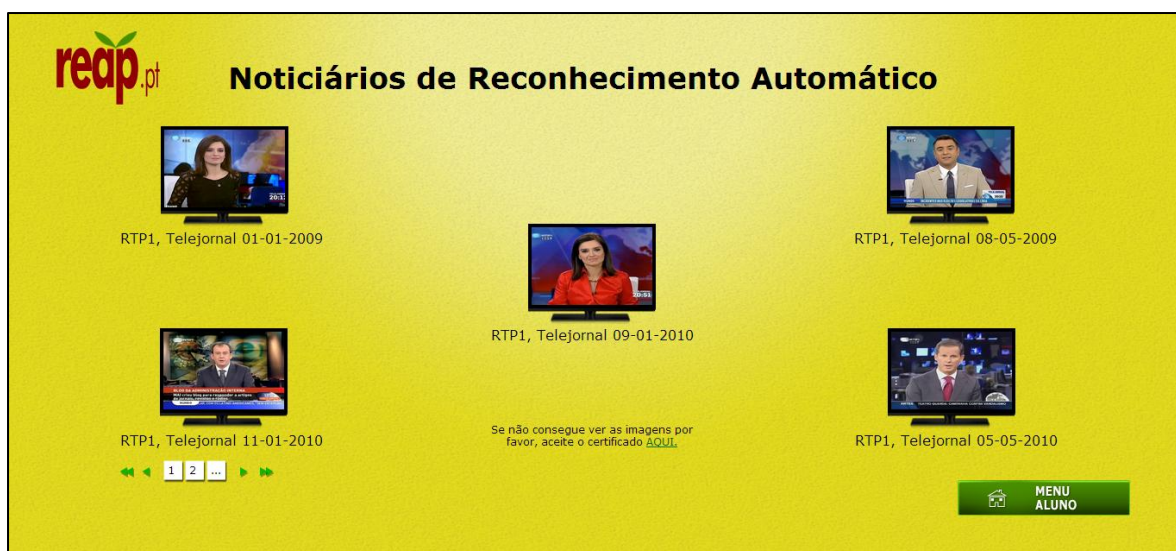 reap.pt
Noticiários de Reconhecimento Automático
RTP1, Telejornal 01-01-2009
RTP1, Telejornal 08-05-2009
20:51
RTP1, Telejornal 09-01-2010
RTP1, Telejornal 11-01-2010
Se não consegue ver as imagens por
favor, aceite o certificado AQUI.
RTP1, Telejornal 05-05-2010
1 2 ...
MENU
ALUNO